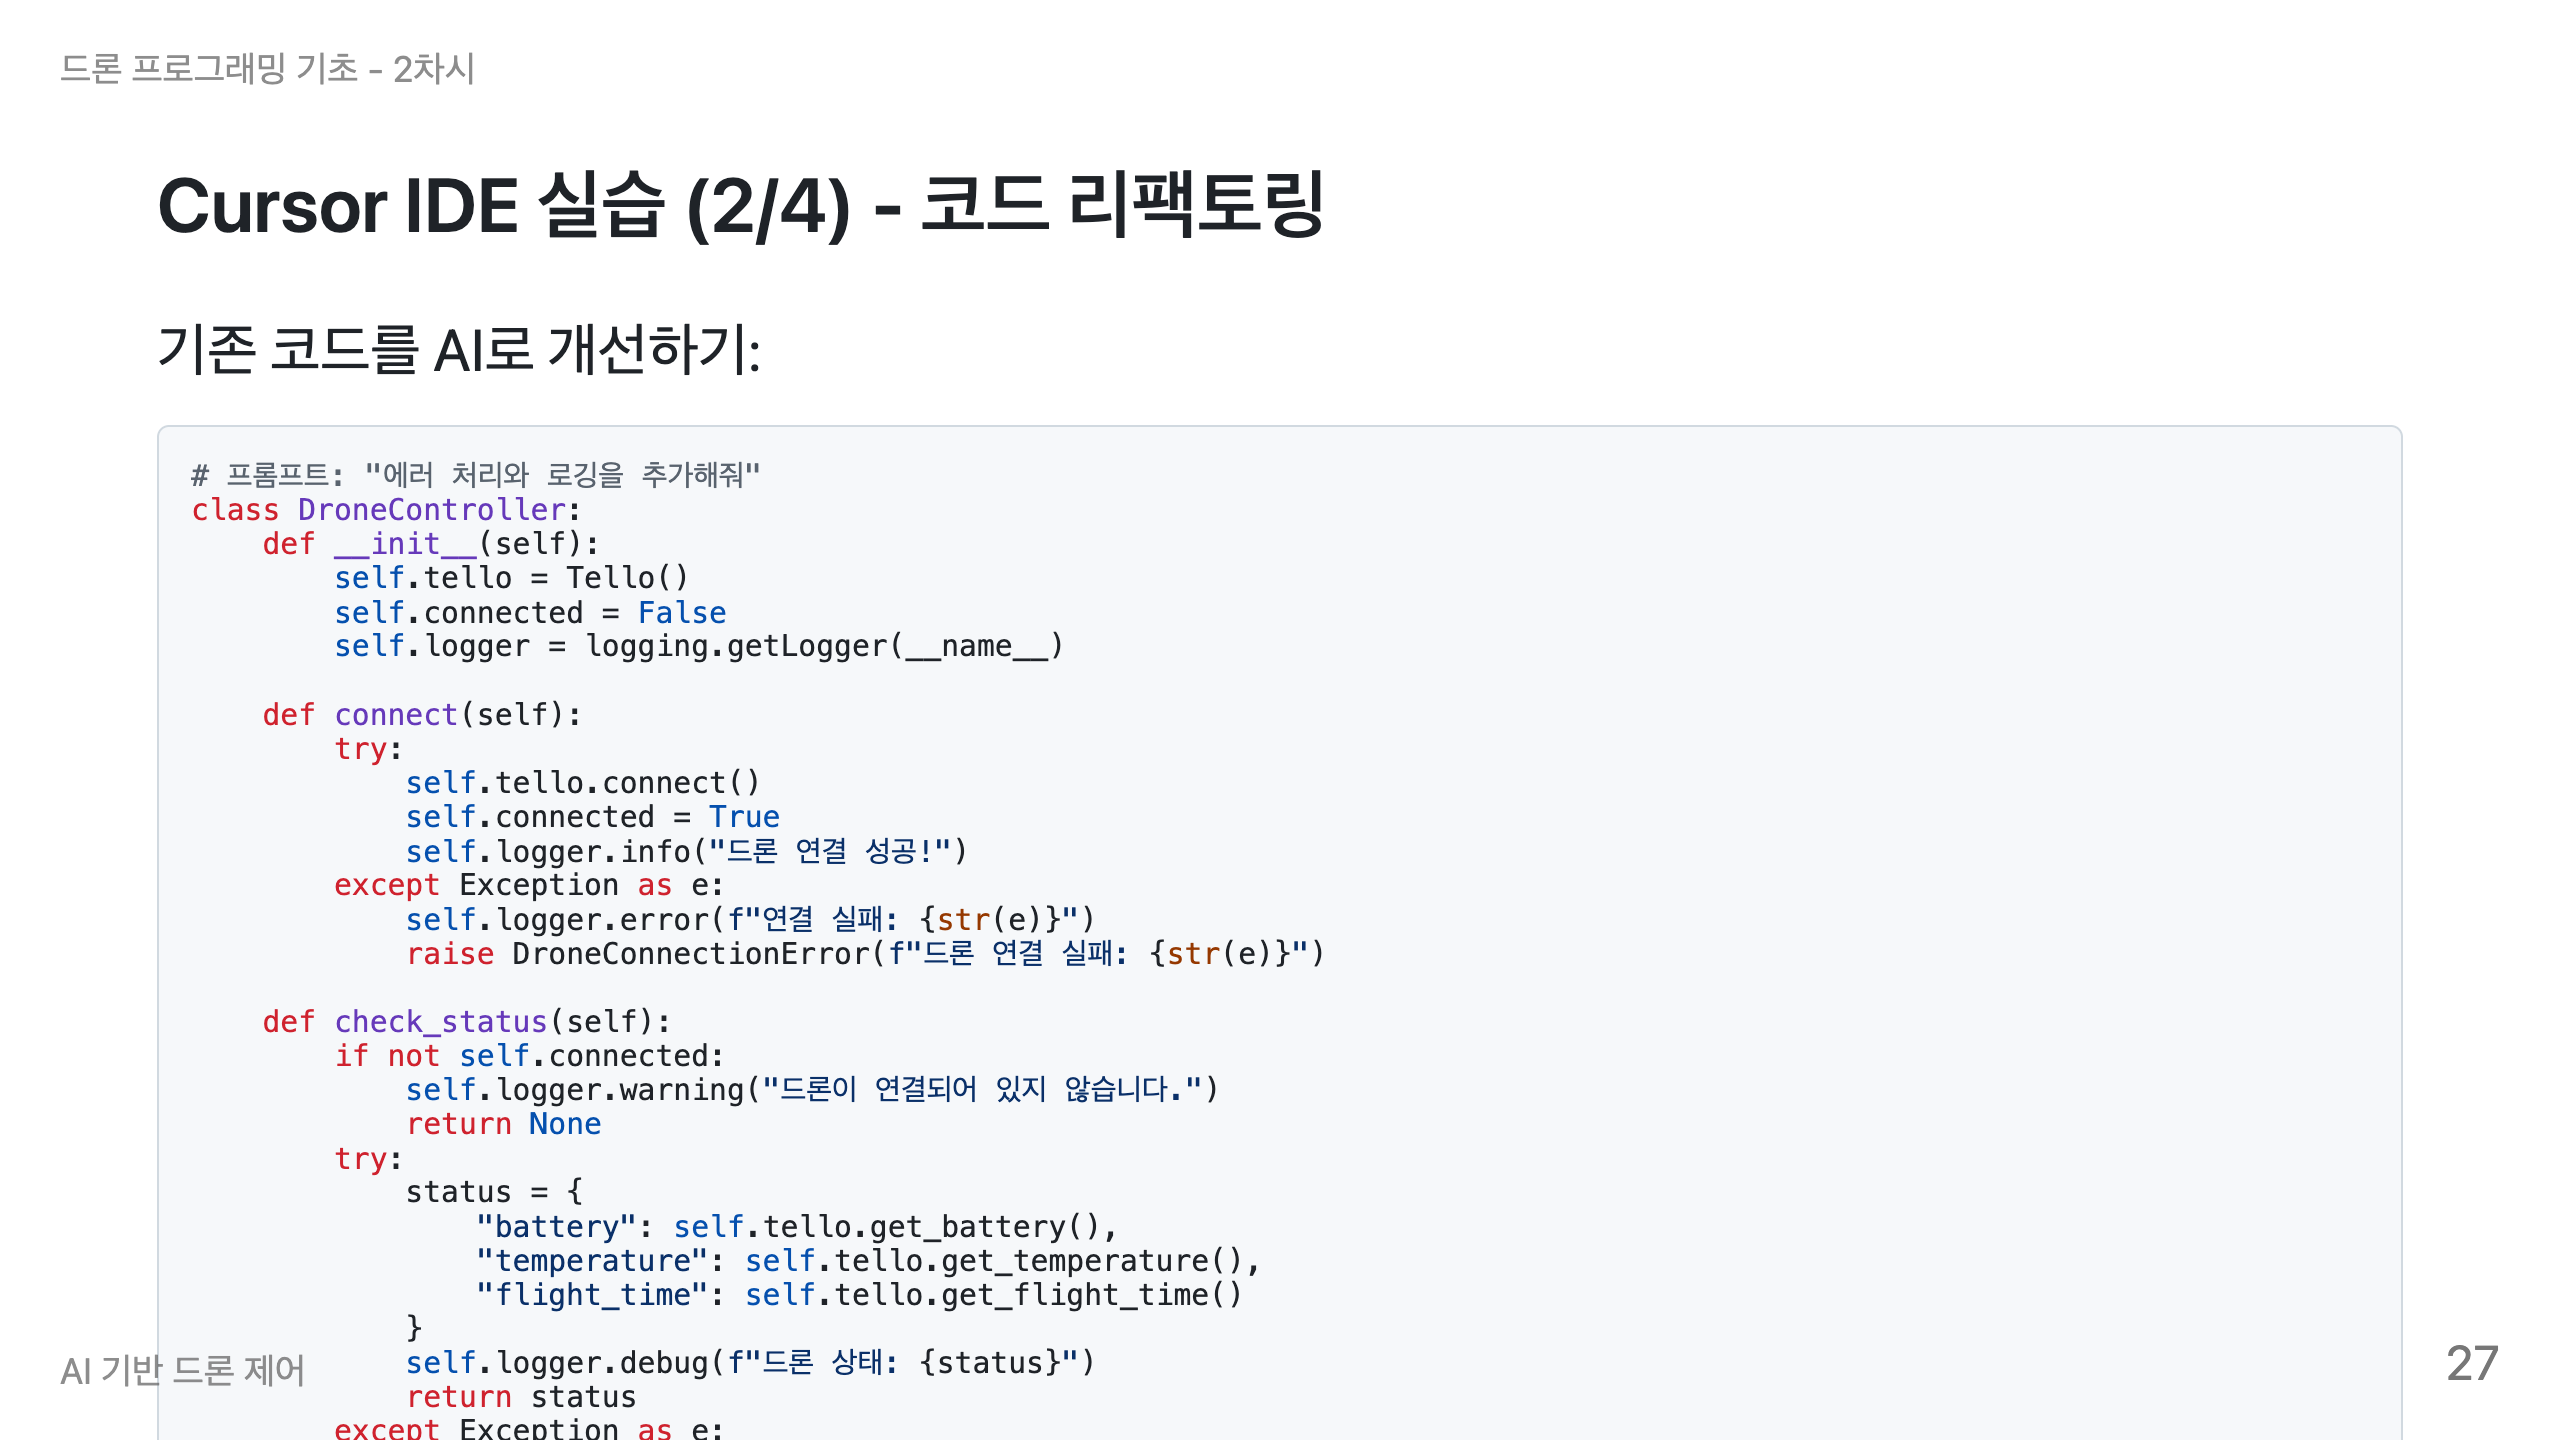 드론 프로그래밍 기초 - 2차시
Cursor IDE 실습 (2/4) - 코드 리팩토링
기존 코드를 AI로 개선하기:
# 프롬프트: "에러 처리와 로깅을 추가해줘"
class DroneController:
    def __init__(self):
        self.tello = Tello()
        self.connected = False
        self.logger = logging.getLogger(__name__)

    def connect(self):
        try:
            self.tello.connect()
            self.connected = True
            self.logger.info("드론 연결 성공!")
        except Exception as e:
            self.logger.error(f"연결 실패: {str(e)}")
            raise DroneConnectionError(f"드론 연결 실패: {str(e)}")

    def check_status(self):
        if not self.connected:
            self.logger.warning("드론이 연결되어 있지 않습니다.")
            return None
        try:
            status = {
                "battery": self.tello.get_battery(),
                "temperature": self.tello.get_temperature(),
                "flight_time": self.tello.get_flight_time()
            }
            self.logger.debug(f"드론 상태: {status}")
            return status
        except Exception as e:
AI 기반 드론 제어
27